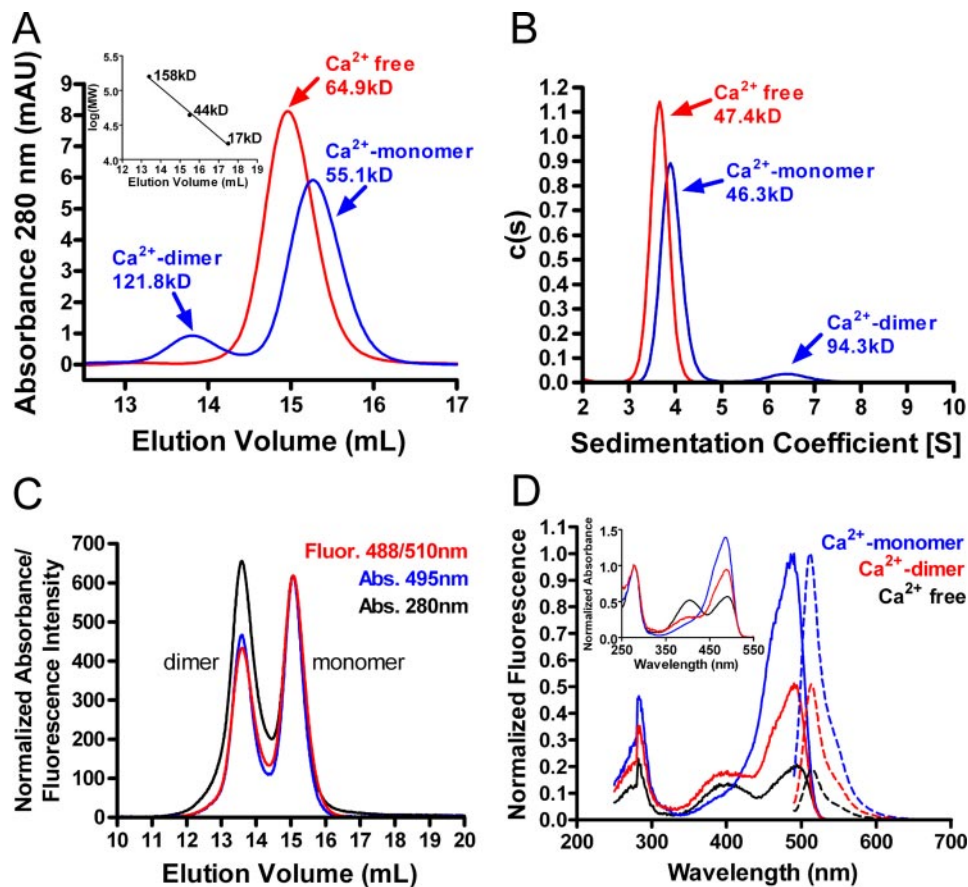 A
Absorbance 280 nm (mAU)
9
8
7
6
5
4
3
2
1
0
13
14
15
16
17
Elution Volume (mL)
log(MW)
5.5
5.0
4.5
4.0
12 13 14 15 16 17 18 19
Elution Volume (mL)
158kD
44kD
17kD
Ca²⁺ free
64.9kD
Ca²⁺-monomer
55.1kD
Ca²⁺-dimer
121.8kD
B
c(s)
1.2
1.1
1.0
0.9
0.8
0.7
0.6
0.5
0.4
0.3
0.2
0.1
0.0
2 3 4 5 6 7 8 9 10
Sedimentation Coefficient [S]
Ca²⁺ free
47.4kD
Ca²⁺-monomer
46.3kD
Ca²⁺-dimer
94.3kD
C
Normalized Absorbance/
Fluorescence Intensity
700
600
500
400
300
200
100
0
10 11 12 13 14 15 16 17 18 19 20
Elution Volume (mL)
Fluor. 488/510nm
Abs. 495nm
Abs. 280nm
dimer
monomer
D
Normalized Fluorescence
1.1
1.0
0.9
0.8
0.7
0.6
0.5
0.4
0.3
0.2
0.1
0.0
200 300 400 500 600 700
Wavelength (nm)
Normalized Absorbance
1.5
1.0
0.5
0.0
250 350 450 550
Wavelength (nm)
Ca²⁺-monomer
Ca²⁺-dimer
Ca²⁺ free